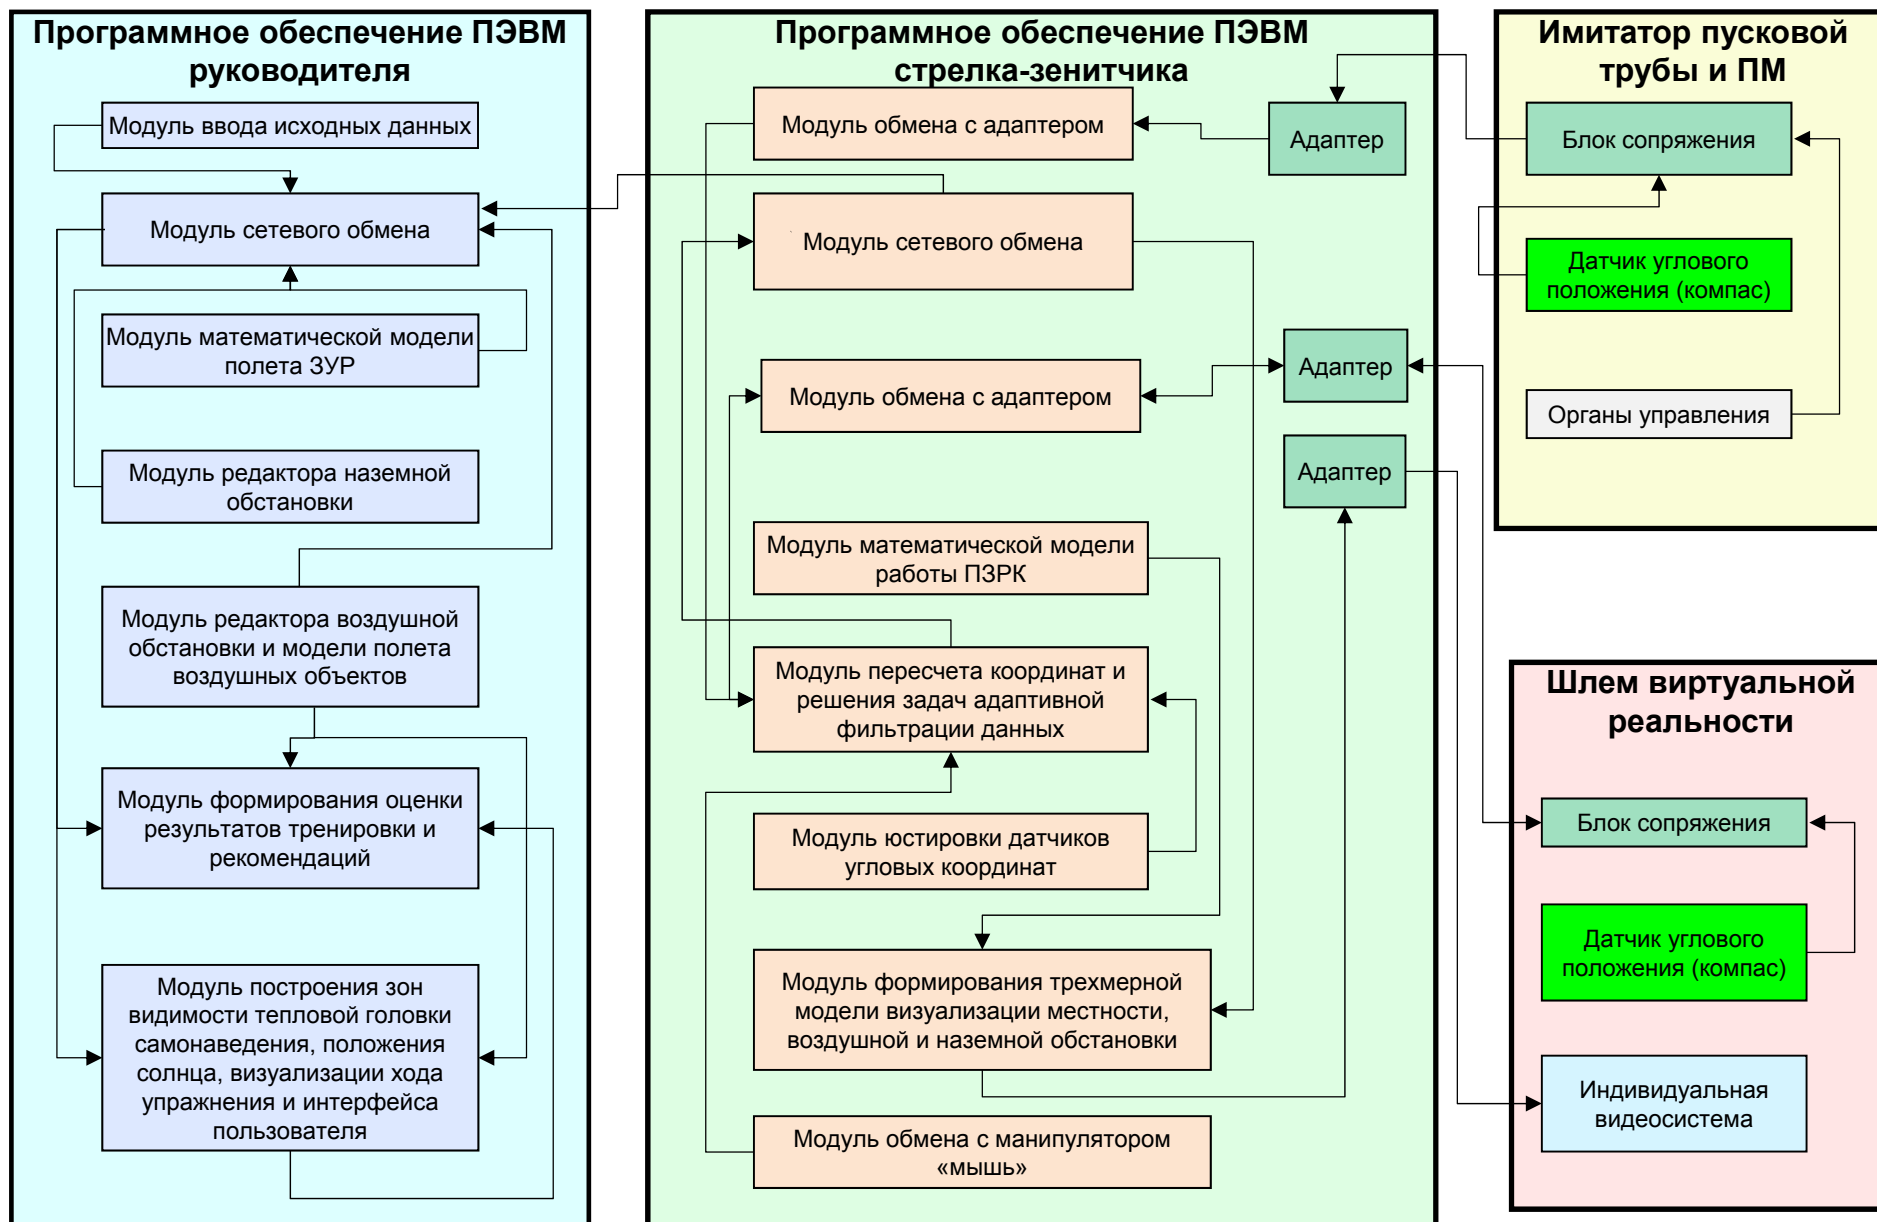 Программное обеспечение ПЭВМ
руководителя
Модуль ввода исходных данных
Модуль сетевого обмена
Модуль математической модели
полета ЗУР
Модуль редактора наземной
обстановки
Модуль редактора воздушной
обстановки и модели полета
воздушных объектов
Модуль формирования оценки
результатов тренировки и
рекомендаций
Модуль построения зон
видимости тепловой головки
самонаведения, положения
солнца, визуализации хода
упражнения и интерфейса
пользователя
Программное обеспечение ПЭВМ
стрелка-зенитчика
Модуль обмена с адаптером
Адаптер
Модуль сетевого обмена
Модуль обмена с адаптером
Адаптер
Адаптер
Модуль математической модели
работы ПЗРК
Модуль пересчета координат и
решения задач адаптивной
фильтрации данных
Модуль юстировки датчиков
угловых координат
Модуль формирования трехмерной
модели визуализации местности,
воздушной и наземной обстановки
Модуль обмена с манипулятором
«мышь»
Имитатор пусковой
трубы и ПМ
Блок сопряжения
Датчик углового
положения (компас)
Органы управления
Шлем виртуальной
реальности
Блок сопряжения
Датчик углового
положения (компас)
Индивидуальная
видеосистема